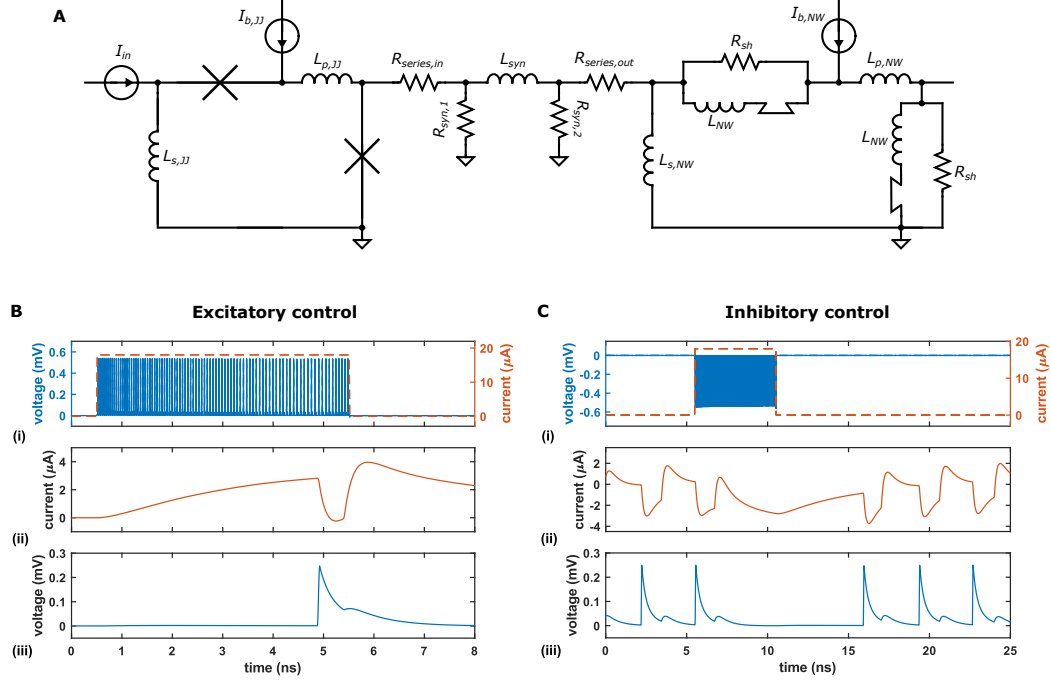 A
I_in
I_b,JJ
L_p,JJ
R_series,in
L_syn
R_series,out
R_sh
I_b,NW
L_p,NW
L_s,JJ
R_syn,1
R_syn,2
L_s,NW
L_NW
L_NW
R_sh
B
Excitatory control
voltage (mV)
0.6
0.4
0.2
0
20
10
0
current (μA)
(i)
current (μA)
4
2
0
(ii)
voltage (mV)
0.3
0.2
0.1
0
(iii)
0 1 2 3 4 5 6 7 8
time (ns)
C
Inhibitory control
voltage (mV)
0
-0.2
-0.4
-0.6
20
10
0
current (μA)
(i)
current (μA)
2
0
-2
-4
(ii)
voltage (mV)
0.3
0.2
0.1
0
(iii)
0 5 10 15 20 25
time (ns)